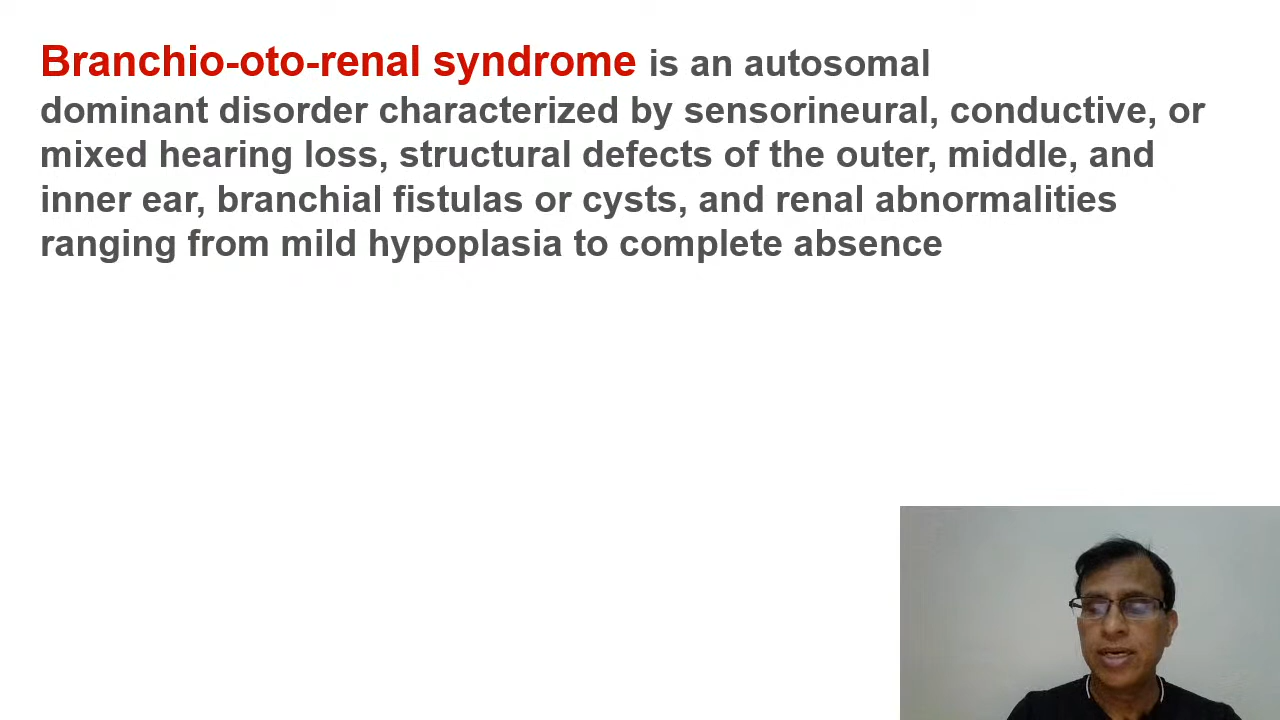 Branchio-oto-renal syndrome is an autosomal
dominant disorder characterized by sensorineural, conductive, or
mixed hearing loss, structural defects of the outer, middle, and
inner ear, branchial fistulas or cysts, and renal abnormalities
ranging from mild hypoplasia to complete absence